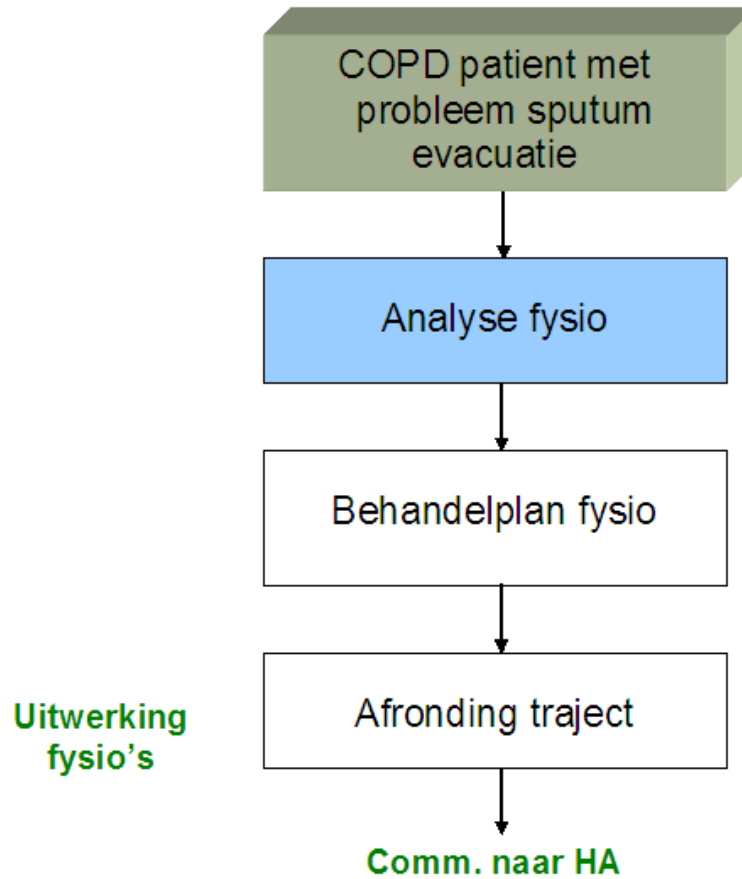 COPD patient met
probleem sputum
evacuatie
Analyse fysio
Behandelplan fysio
Afronding traject
Uitwerking
fysio's
Comm. naar HA